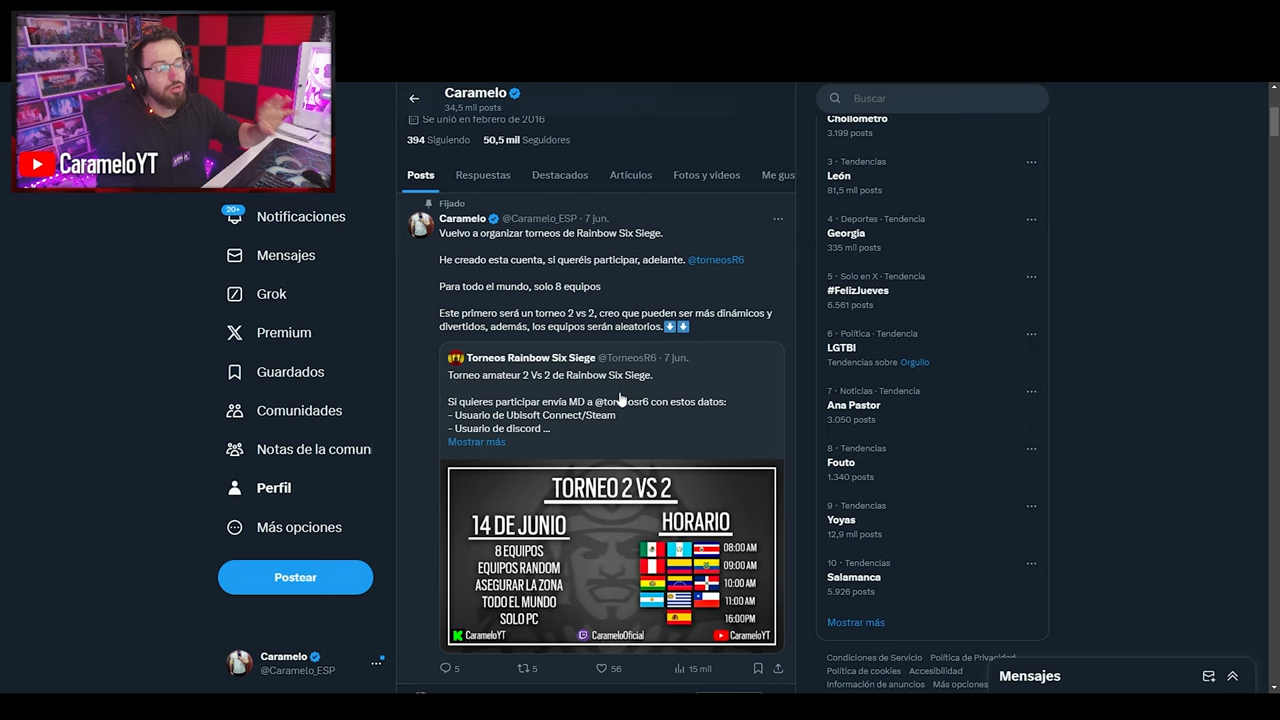 CarameloYT
20+
Notificaciones
Mensajes
Grok
Premium
Guardados
Comunidades
Notas de la comuni
Perfil
Más opciones
Postear
Caramelo
@Caramelo_ESP
Caramelo
34,5 mil posts
Se unió en febrero de 2016
394 Siguiendo 50,5 mil Seguidores
Posts Respuestas Destacados Artículos Fotos y videos Me gus
Fijado
Caramelo @Caramelo_ESP · 7 jun.
Vuelvo a organizar torneos de Rainbow Six Siege.
He creado esta cuenta, si queréis participar, adelante. @torneosR6
Para todo el mundo, solo 8 equipos
Este primero será un torneo 2 vs 2, creo que pueden ser más dinámicos y
divertidos, además, los equipos serán aleatorios.⬇️⬇️
Torneos Rainbow Six Siege @TorneosR6 · 7 jun.
Torneo amateur 2 Vs 2 de Rainbow Six Siege.
Si quieres participar envía MD a @torneosr6 con estos datos:
- Usuario de Ubisoft Connect/Steam
- Usuario de discord ...
Mostrar más
TORNEO 2 VS 2
14 DE JUNIO
8 EQUIPOS
EQUIPOS RANDOM
ASEGURAR LA ZONA
TODO EL MUNDO
SOLO PC
HORARIO
08:00 AM
09:00 AM
10:00 AM
11:00 AM
16:00PM
CarameloYT CarameloOficial CarameloYT
5 5 56 15 mil
Buscar
Chollometro
3.199 posts
3 · Tendencias
León
81,5 mil posts
4 · Deportes · Tendencia
Georgia
335 mil posts
5 · Solo en X · Tendencia
#FelizJueves
6.561 posts
6 · Política · Tendencia
LGTBI
Tendencias sobre Orgullo
7 · Noticias · Tendencia
Ana Pastor
3.050 posts
8 · Tendencia
Fouto
1.340 posts
9 · Tendencias
Yoyas
12,9 mil posts
10 · Tendencias
Salamanca
5.926 posts
Mostrar más
Condiciones de Servicio Política de Privacidad
Política de cookies Accesibilidad
Información de anuncios Más opciones
Mensajes